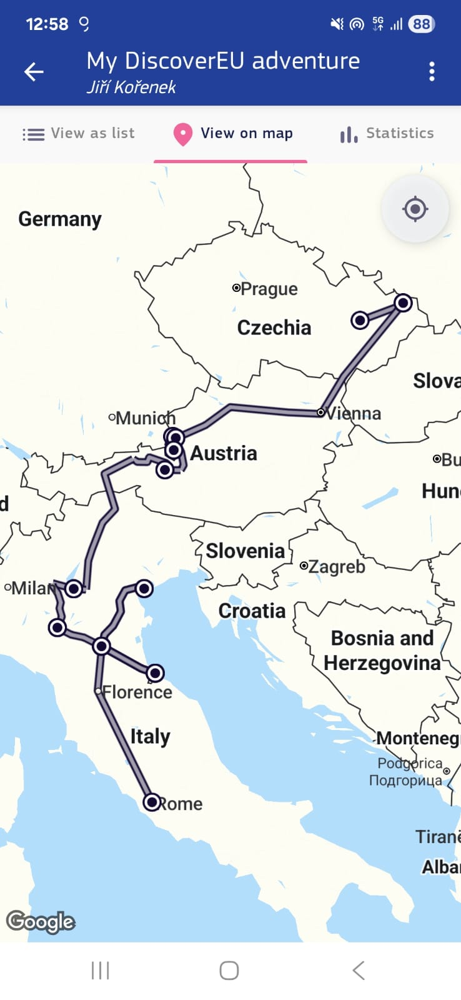 12:58
5G
88
My DiscoverEU adventure
Jiří Kořenek
View as list
View on map
Statistics
Germany
Prague
Czechia
Slova
Vienna
Munich
Austria
Bu
Hun
d
Slovenia
Zagreb
Milan
Croatia
Bosnia and
Herzegovina
Florence
Italy
Monteneg
Podgorica
Подгорица
Rome
Tiranë
Alba
Google